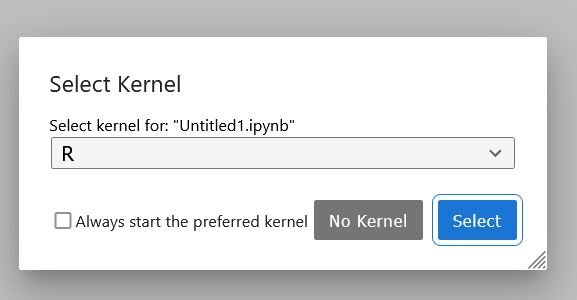 Select Kernel
Select kernel for: "Untitled1.ipynb"
R
Always start the preferred kernel No Kernel Select